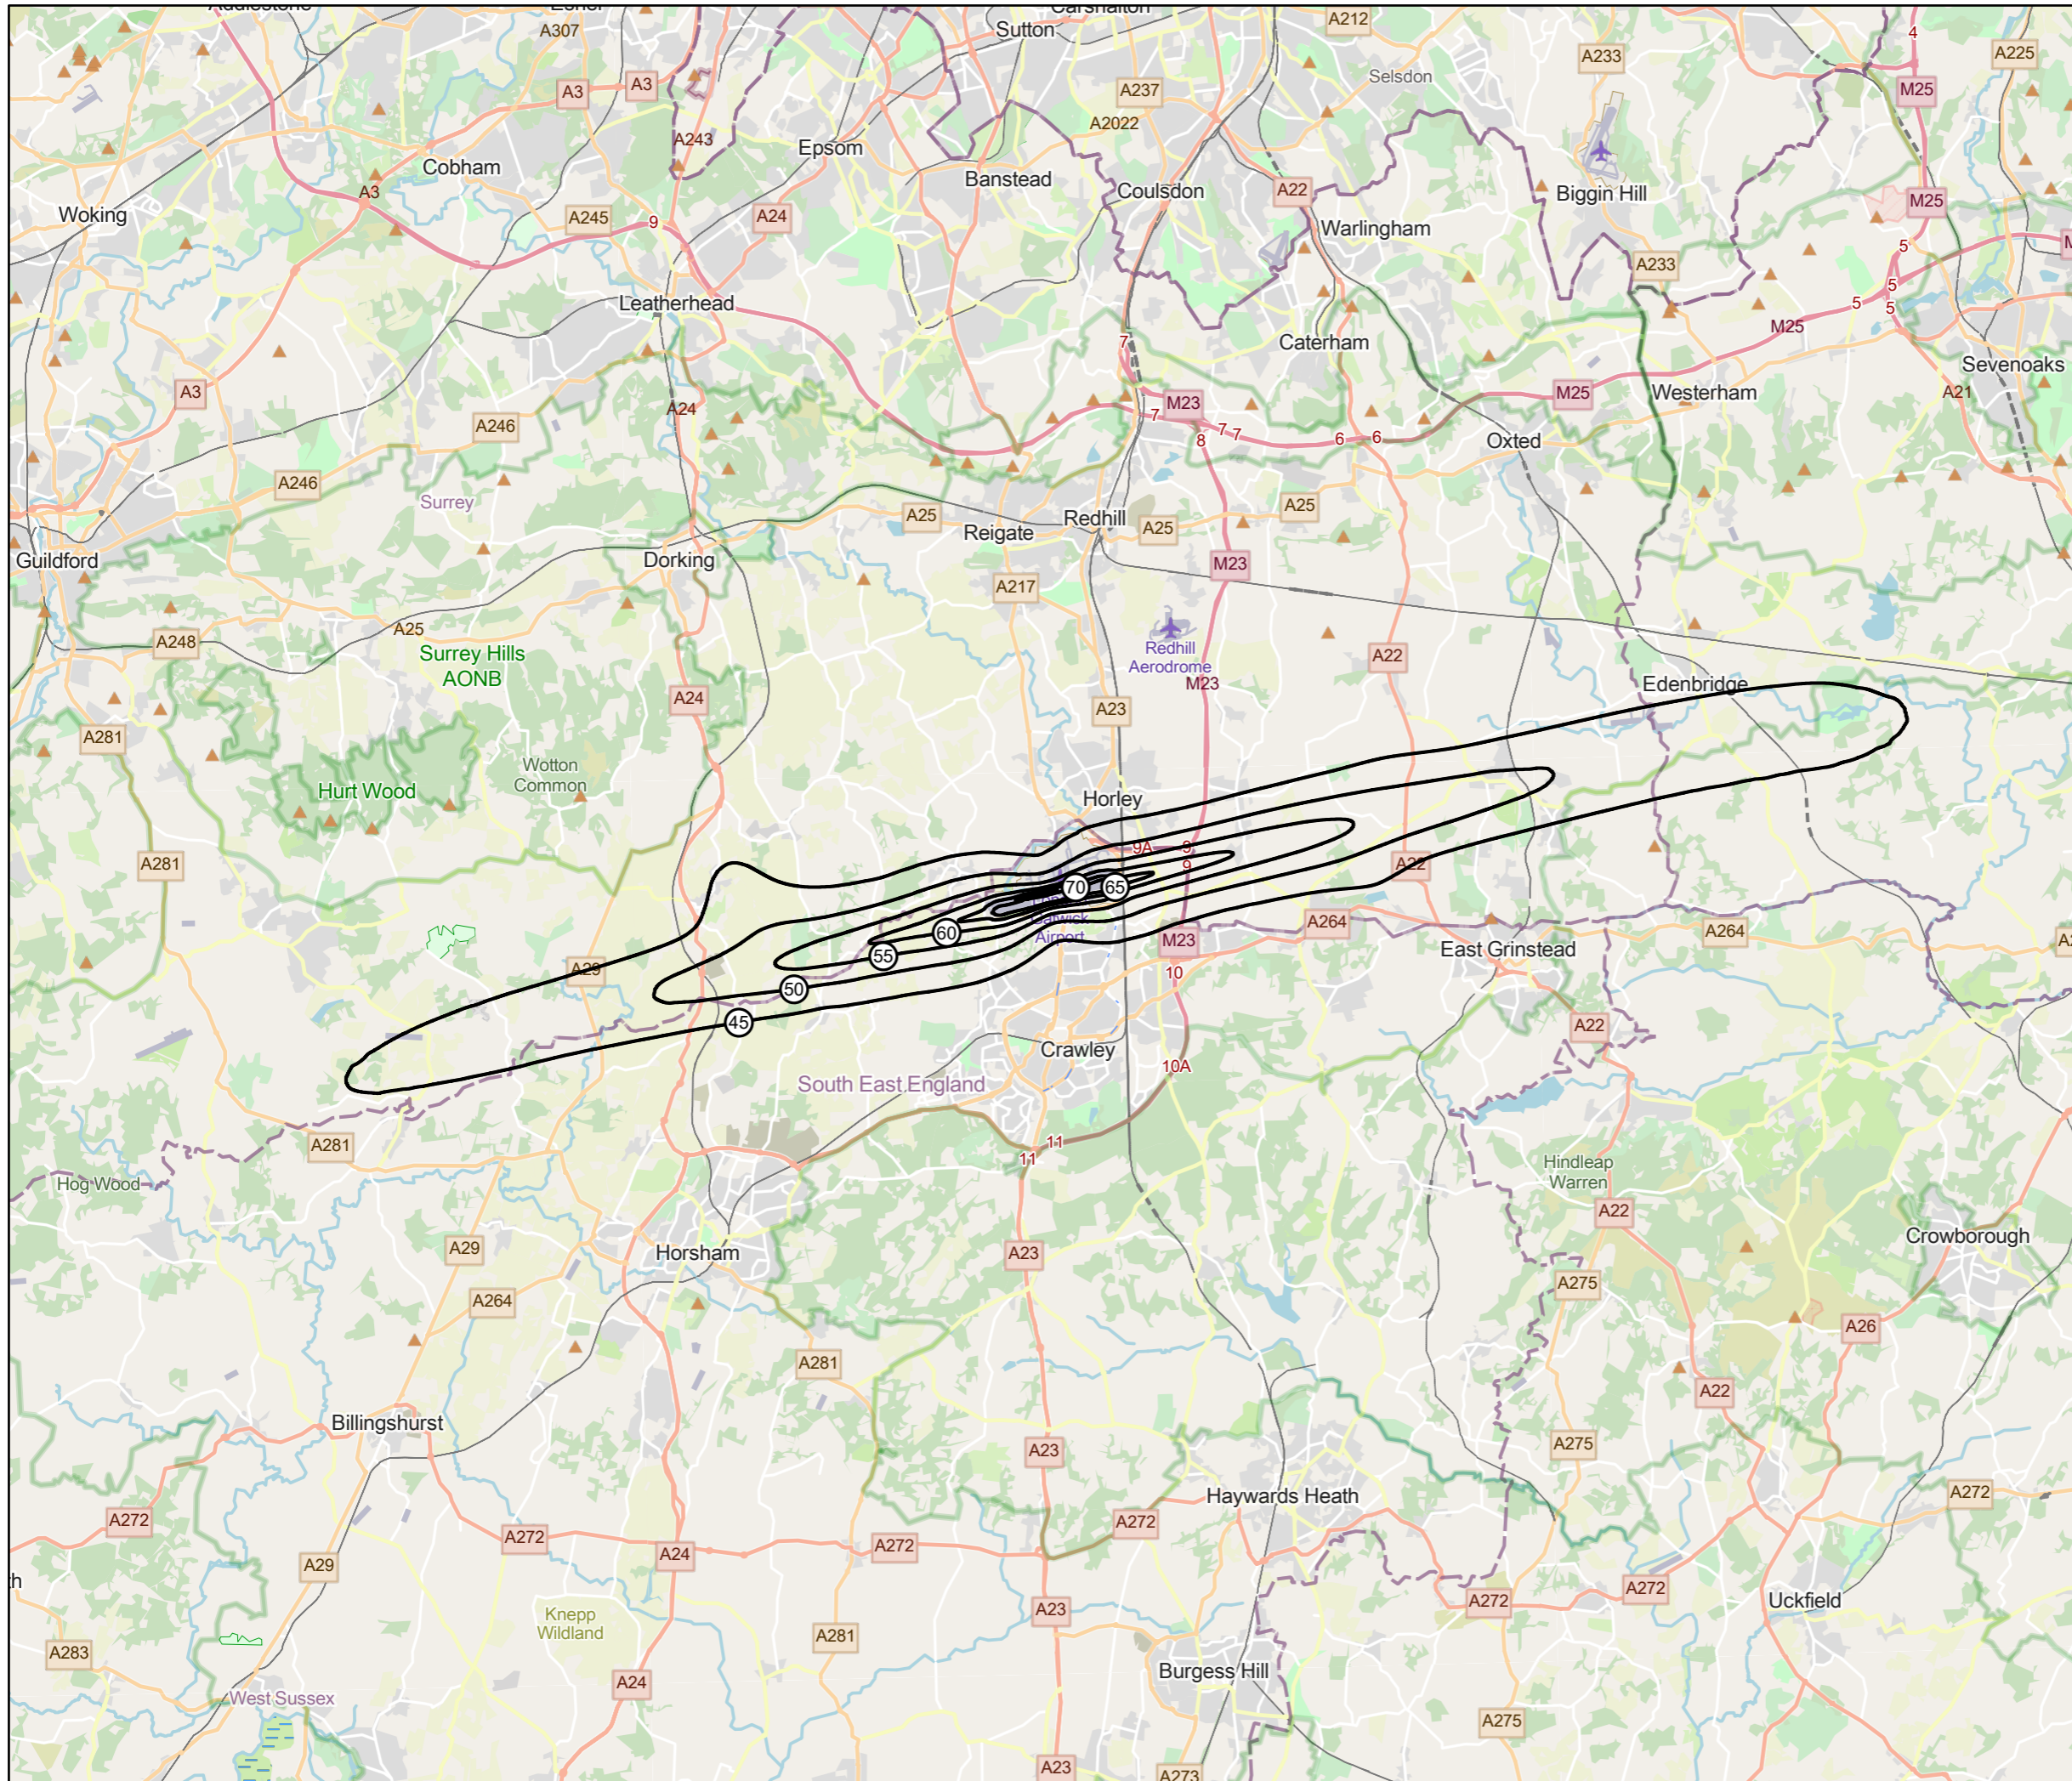 Sutton
A212
A307
A233
4
A225
A3
A3
A237
Selsdon
M25
A2022
A243
Epsom
Cobham
Banstead
Coulsdon
A22
Biggin Hill
A3
M25
Woking
A245
9
A24
Warlingham
5
A233
5
5
5
M25
Leatherhead
7
Caterham
Sevenoaks
A3
A24
M23
M25
Westerham
A21
7
A246
7
7
8
6
6
Oxted
A246
Surrey
A25
Redhill
A25
A25
Reigate
Guildford
Dorking
M23
A217
A25
A248
Surrey Hills
AONB
Redhill
Aerodrome
A22
M23
Edenbridge
A24
A23
A281
Wotton
Common
Hurt Wood
Horley
9A
9
9
A281
A22
70
65
Gatwick
Airport
60
A264
A264
M23
East Grinstead
55
A29
10
50
45
A22
Crawley
10A
South East England
A281
11
11
Hog Wood
Hindleap
Warren
A22
A29
Horsham
A23
Crowborough
A275
A264
A26
A281
A22
Billingshurst
A23
A275
Haywards Heath
A272
A272
A272
A272
A272
A24
A29
A272
A272
Uckfield
A23
Knepp
Wildland
A281
A283
Burgess Hill
A24
West Sussex
A275
A23
A273